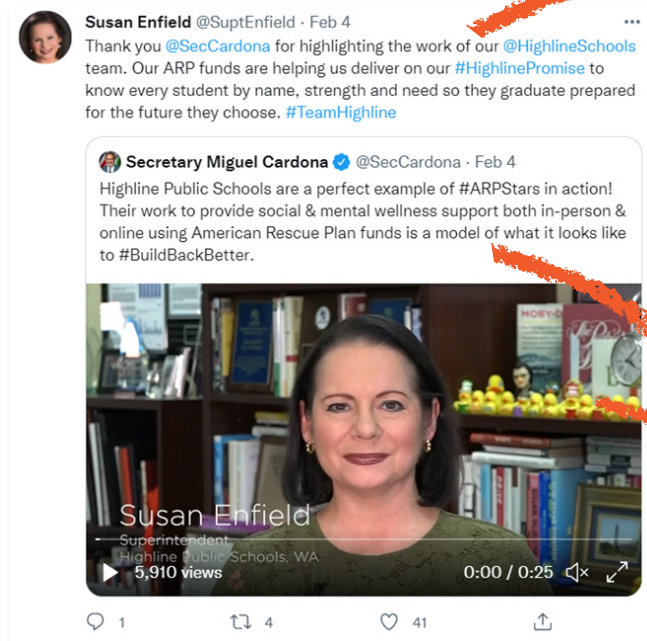 Susan Enfield @SuptEnfield · Feb 4
Thank you @SecCardona for highlighting the work of our @HighlineSchools
team. Our ARP funds are helping us deliver on our #HighlinePromise to
know every student by name, strength and need so they graduate prepared
for the future they choose. #TeamHighline
Secretary Miguel Cardona @SecCardona · Feb 4
Highline Public Schools are a perfect example of #ARPStars in action!
Their work to provide social & mental wellness support both in-person &
online using American Rescue Plan funds is a model of what it looks like
to #BuildBackBetter.
MOBY-D
Susan Enfield
Superintendent
Highline Public Schools, WA
5,910 views
0:00 / 0:25
1
4
41